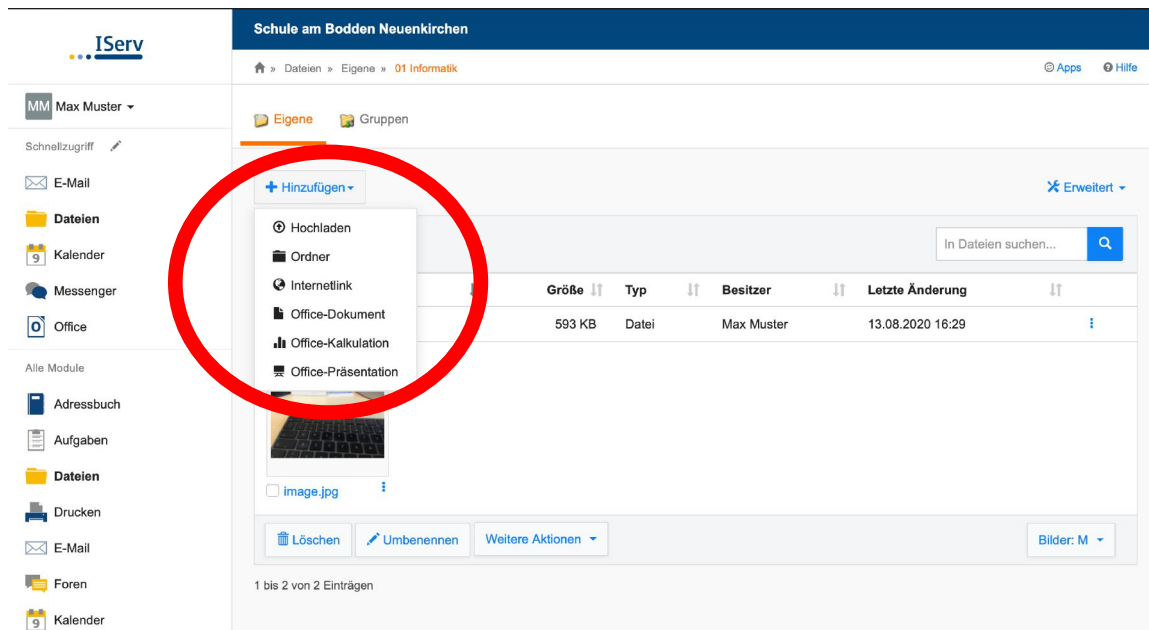 IServ
Schule am Bodden Neuenkirchen
» Dateien » Eigene » 01 Informatik
Apps
Hilfe
MM Max Muster
Schnellzugriff
E-Mail
Dateien
9 Kalender
Messenger
O Office
Alle Module
Adressbuch
Aufgaben
Dateien
Drucken
E-Mail
Foren
9 Kalender
Eigene
Gruppen
+ Hinzufügen
Erweitert
Hochladen
Ordner
Internetlink
Office-Dokument
Office-Kalkulation
Office-Präsentation
In Dateien suchen...
Größe Typ Besitzer Letzte Änderung
593 KB Datei Max Muster 13.08.2020 16:29
image.jpg
Löschen
Umbenennen
Weitere Aktionen
Bilder: M
1 bis 2 von 2 Einträgen